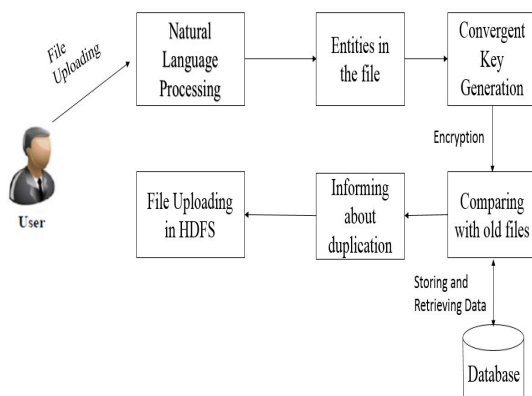 File
Uploading
Natural
Language
Processing
Entities in
the file
Convergent
Key
Generation
Encryption
User
File Uploading
in HDFS
Informing
about
duplication
Comparing
with old files
Storing and
Retrieving Data
Database